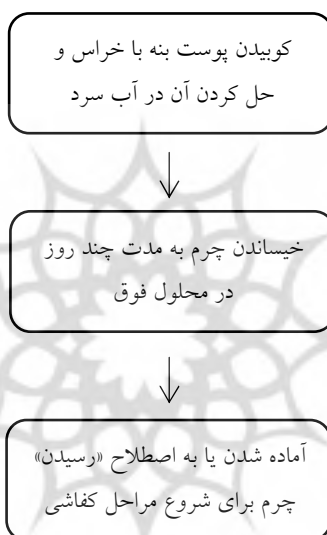 کوبیدن پوست بنه با خراس و
حل کردن آن در آب سرد
خیساندن چرم به مدت چند روز
در محلول فوق
آماده شدن یا به اصطلاح «رسیدن»
چرم برای شروع مراحل کفاشی